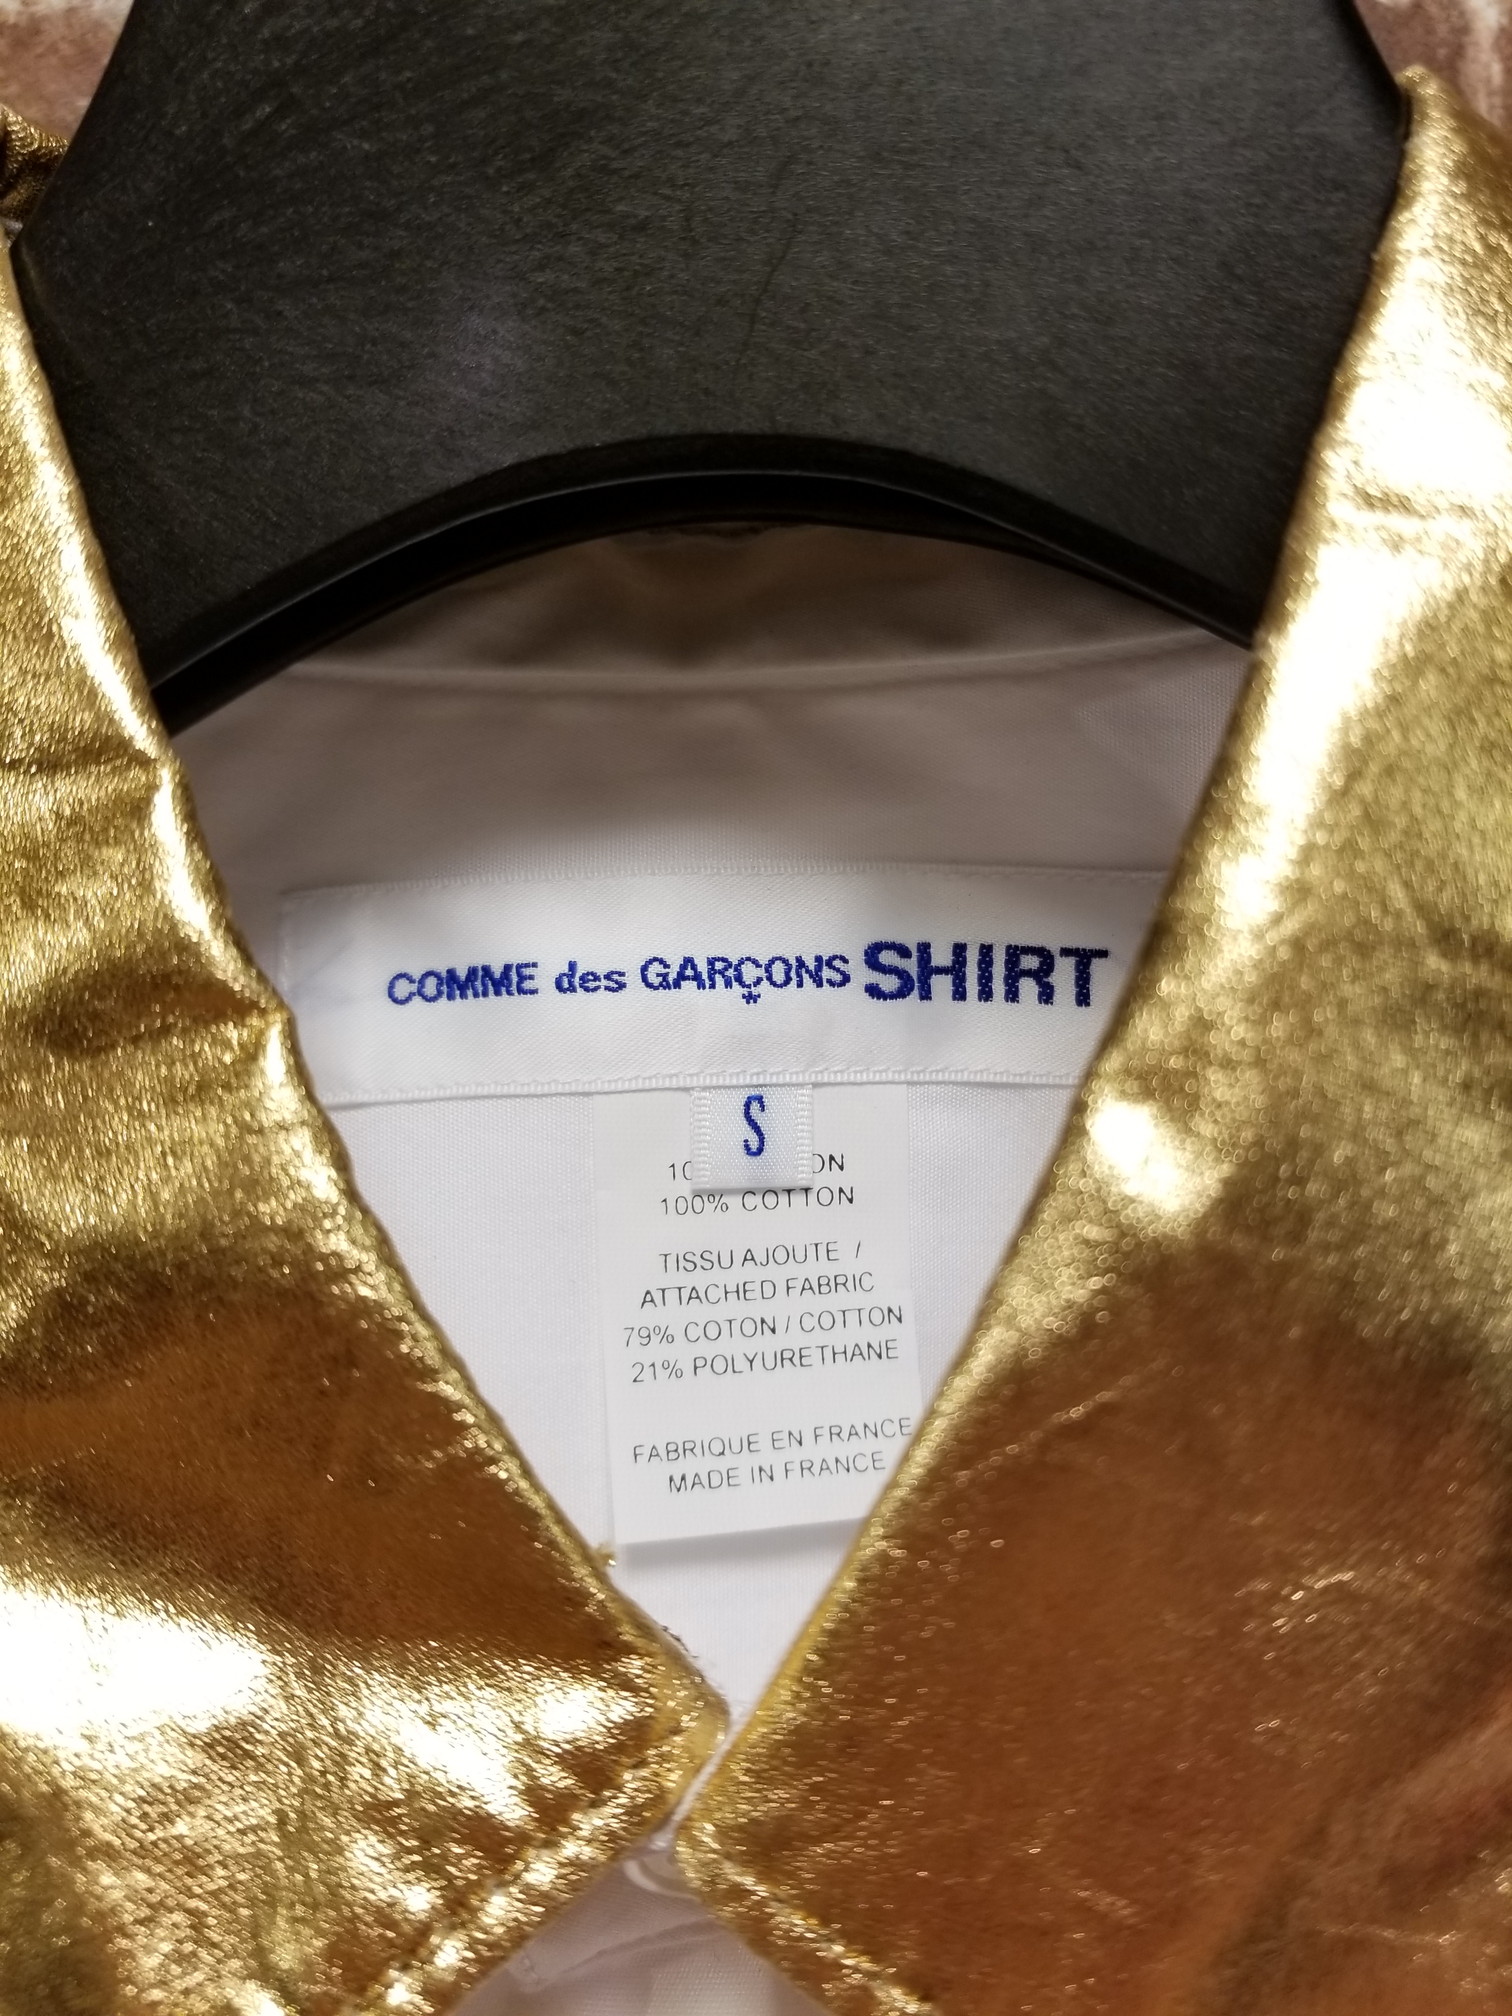 COMME des GARÇONS SHIRT
S
100% COTTON
TISSU AJOUTE /
ATTACHED FABRIC
79% COTON / COTTON
21% POLYURETHANE
FABRIQUE EN FRANCE
MADE IN FRANCE